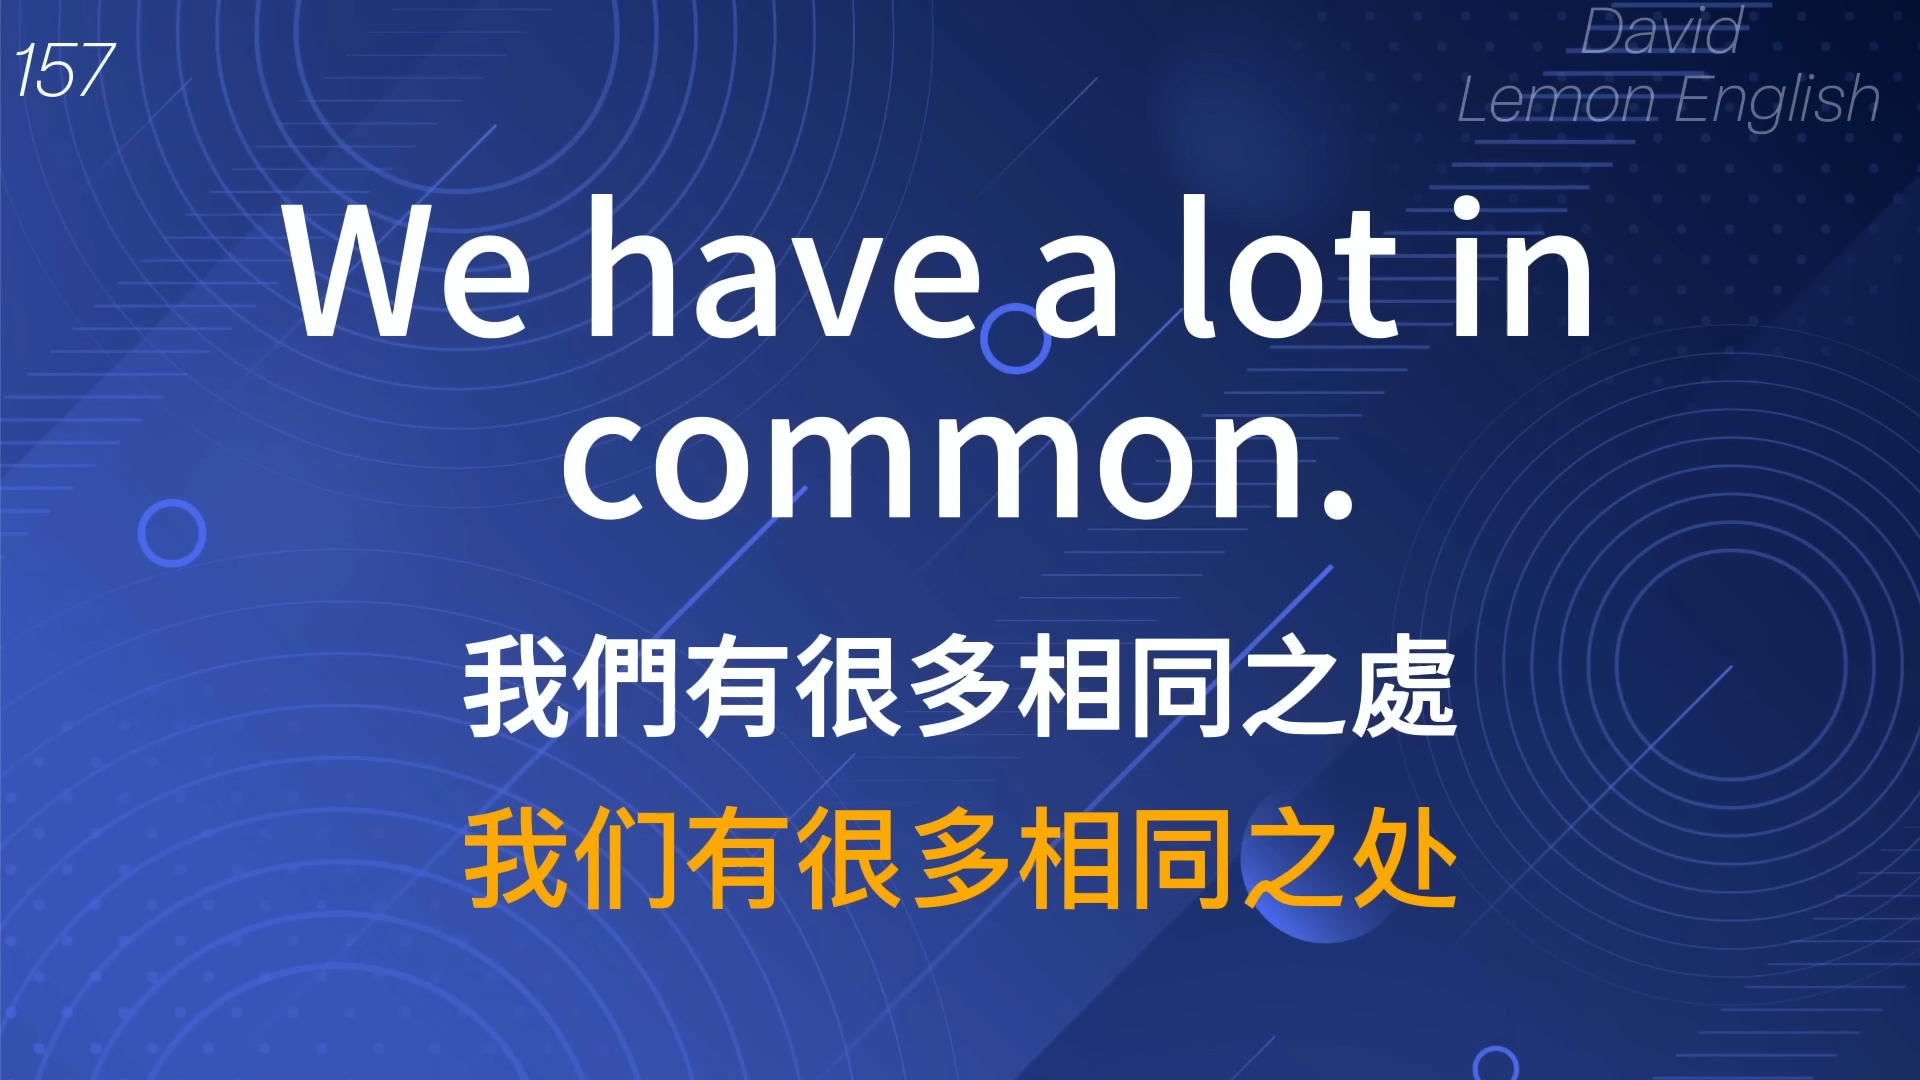 157
David
Lemon English
We have a lot in
common.
我們有很多相同之處
我们有很多相同之处